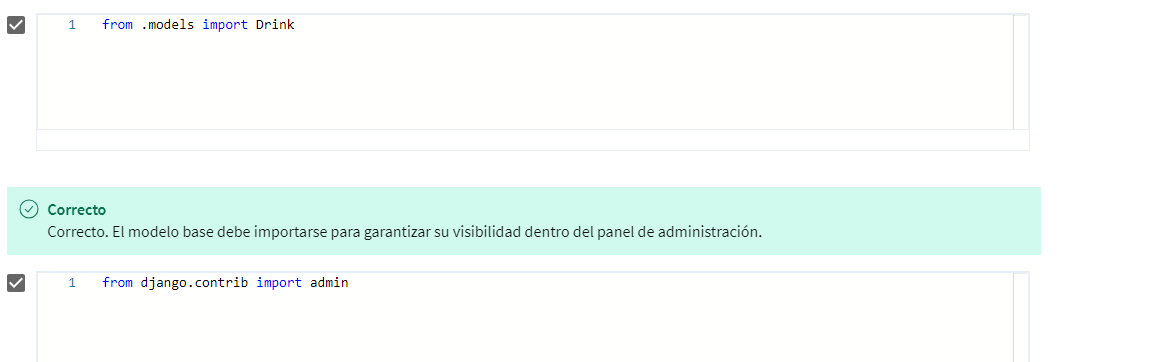 1 from .models import Drink
Correcto
Correcto. El modelo base debe importarse para garantizar su visibilidad dentro del panel de administración.
1 from django.contrib import admin